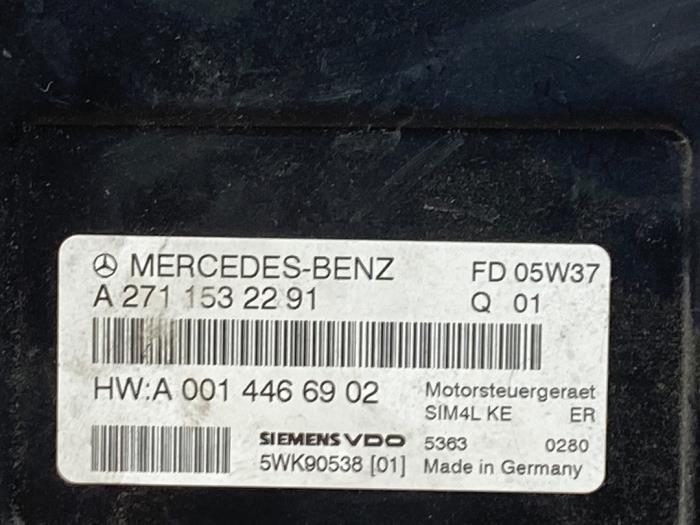 MERCEDES-BENZ FD 05W37
A 271 153 22 91 Q 01
HW:A 001 446 69 02 Motorsteuergeraet
SIM4L KE ER
SIEMENS VDO 5363 0280
5WK90538 [01] Made in Germany